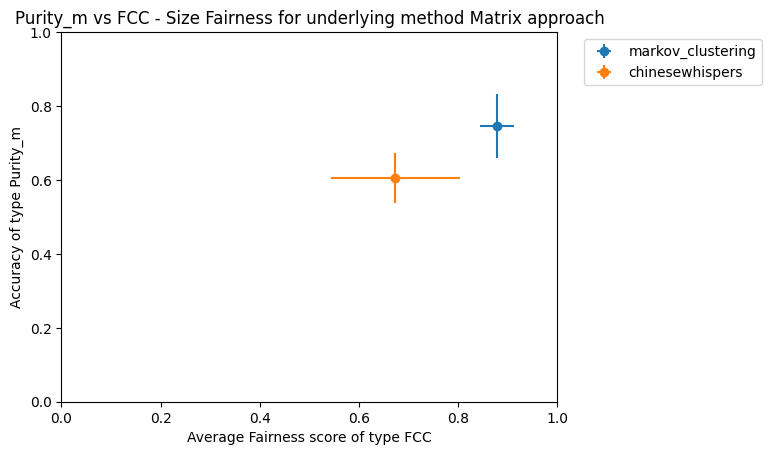 Purity_m vs FCC - Size Fairness for underlying method Matrix approach
markov_clustering
chinesewhispers
Accuracy of type Purity_m
1.0
0.8
0.6
0.4
0.2
0.0
0.0 0.2 0.4 0.6 0.8 1.0
Average Fairness score of type FCC